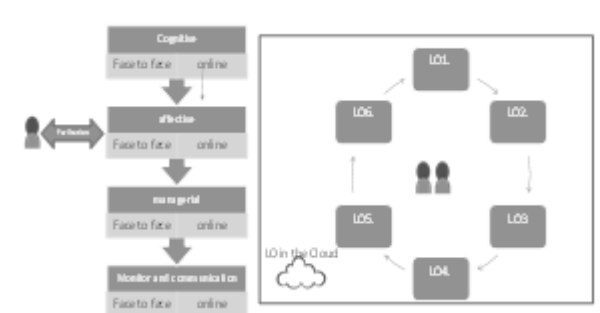 Cognitive
Face to face online
affective
Face to face online
managerial
Face to face online
Monitor and communication
Face to face online
LO1.
LO2.
LO3
LO4.
LO5.
LO6.
LO in the Cloud